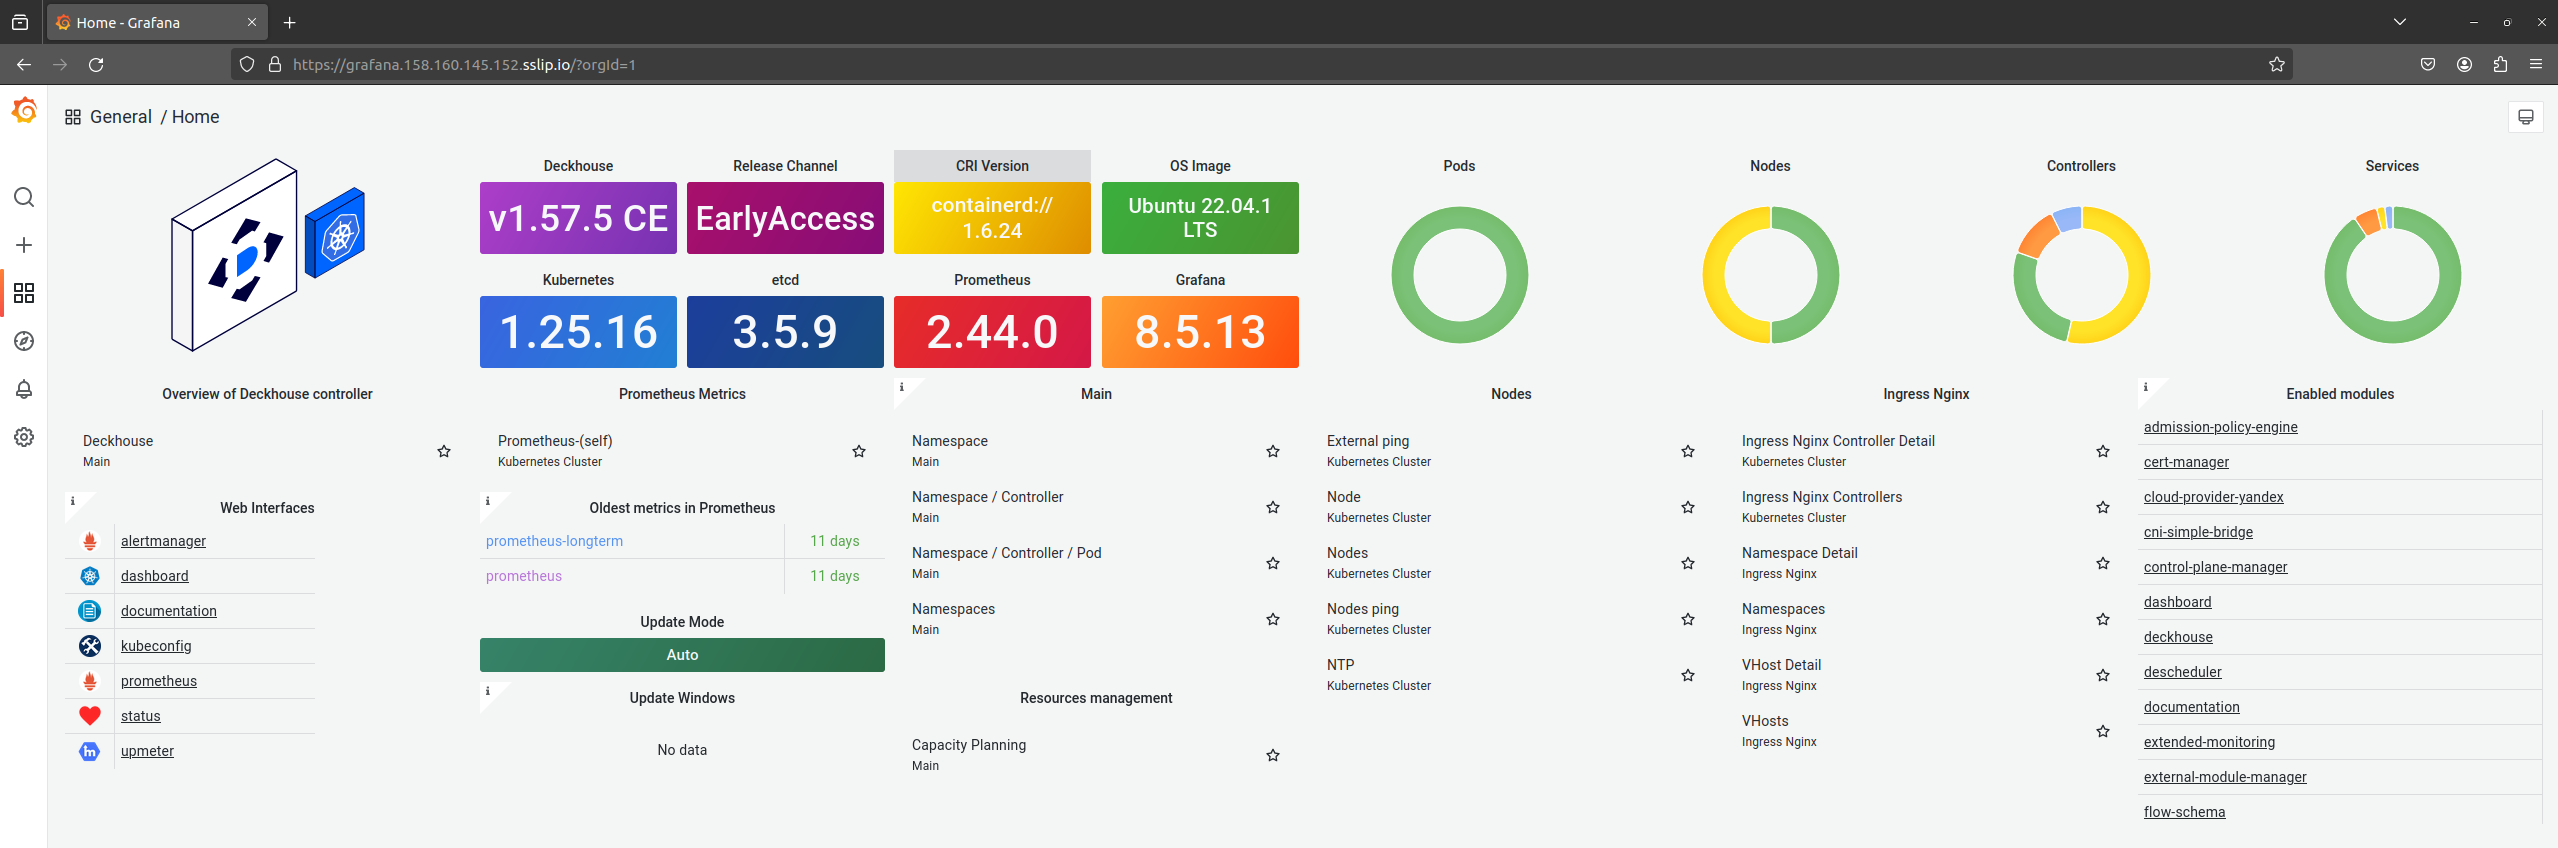 Home - Grafana
https://grafana.158.160.145.152.sslip.io/?orgId=1
General / Home
Deckhouse
v1.57.5 CE
Release Channel
EarlyAccess
CRI Version
containerd://
1.6.24
OS Image
Ubuntu 22.04.1
LTS
Kubernetes
1.25.16
etcd
3.5.9
Prometheus
2.44.0
Grafana
8.5.13
Pods
Nodes
Controllers
Services
Overview of Deckhouse controller
Deckhouse
Main
Web Interfaces
alertmanager
dashboard
documentation
kubeconfig
prometheus
status
upmeter
Prometheus Metrics
Prometheus-(self)
Kubernetes Cluster
Oldest metrics in Prometheus
prometheus-longterm 11 days
prometheus 11 days
Update Mode
Auto
Update Windows
No data
Main
Namespace
Main
Namespace / Controller
Main
Namespace / Controller / Pod
Main
Namespaces
Main
Resources management
Capacity Planning
Main
Nodes
External ping
Kubernetes Cluster
Node
Kubernetes Cluster
Nodes
Kubernetes Cluster
Nodes ping
Kubernetes Cluster
NTP
Kubernetes Cluster
Ingress Nginx
Ingress Nginx Controller Detail
Kubernetes Cluster
Ingress Nginx Controllers
Kubernetes Cluster
Namespace Detail
Ingress Nginx
Namespaces
Ingress Nginx
VHost Detail
Ingress Nginx
VHosts
Ingress Nginx
Enabled modules
admission-policy-engine
cert-manager
cloud-provider-yandex
cni-simple-bridge
control-plane-manager
dashboard
deckhouse
descheduler
documentation
extended-monitoring
external-module-manager
flow-schema